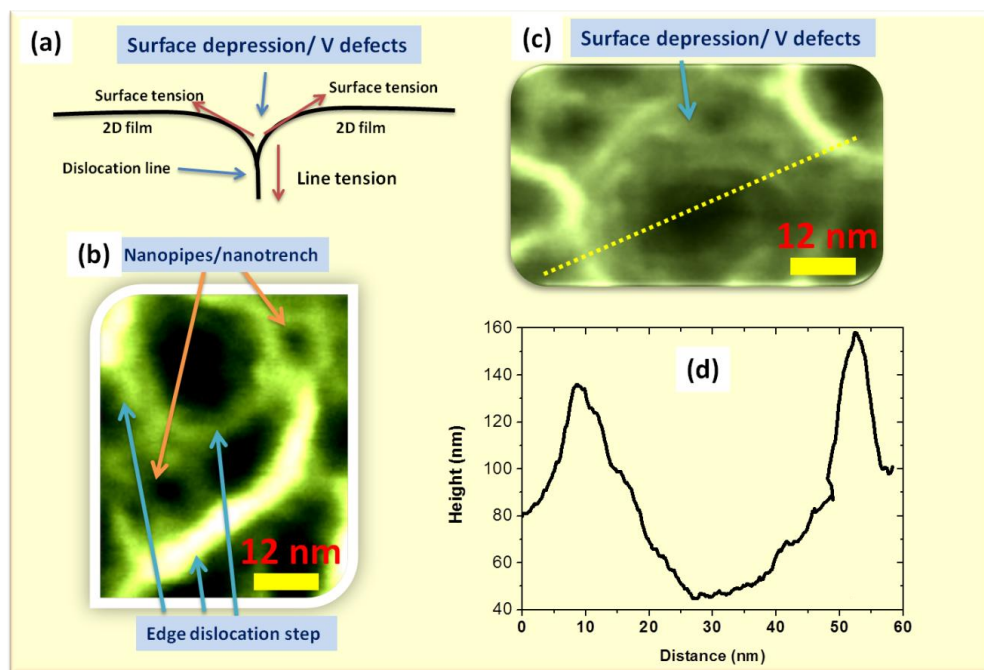 (a)
Surface depression/ V defects
Surface tension
Surface tension
2D film
2D film
Dislocation line
Line tension
(b)
Nanopipes/nanotrench
12 nm
Edge dislocation step
(c)
Surface depression/ V defects
12 nm
(d)
160
140
120
100
80
60
40
Height (nm)
0
10
20
30
40
50
60
Distance (nm)